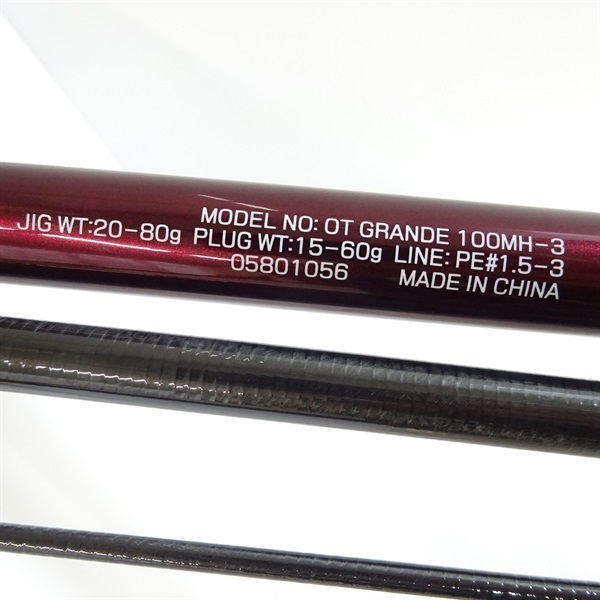 MODEL NO: OT GRANDE 100MH-3
JIG WT:20-80g PLUG WT:15-60g LINE: PE#1.5-3
05801056 MADE IN CHINA